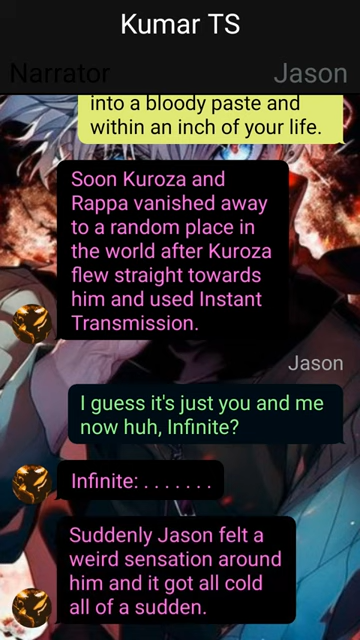 Kumar TS
Narrator
Jason
into a bloody paste and
within an inch of your life.
Soon Kuroza and
Rappa vanished away
to a random place in
the world after Kuroza
flew straight towards
him and used Instant
Transmission.
Jason
I guess it's just you and me
now huh, Infinite?
Infinite: . . . . . . .
Suddenly Jason felt a
weird sensation around
him and it got all cold
all of a sudden.